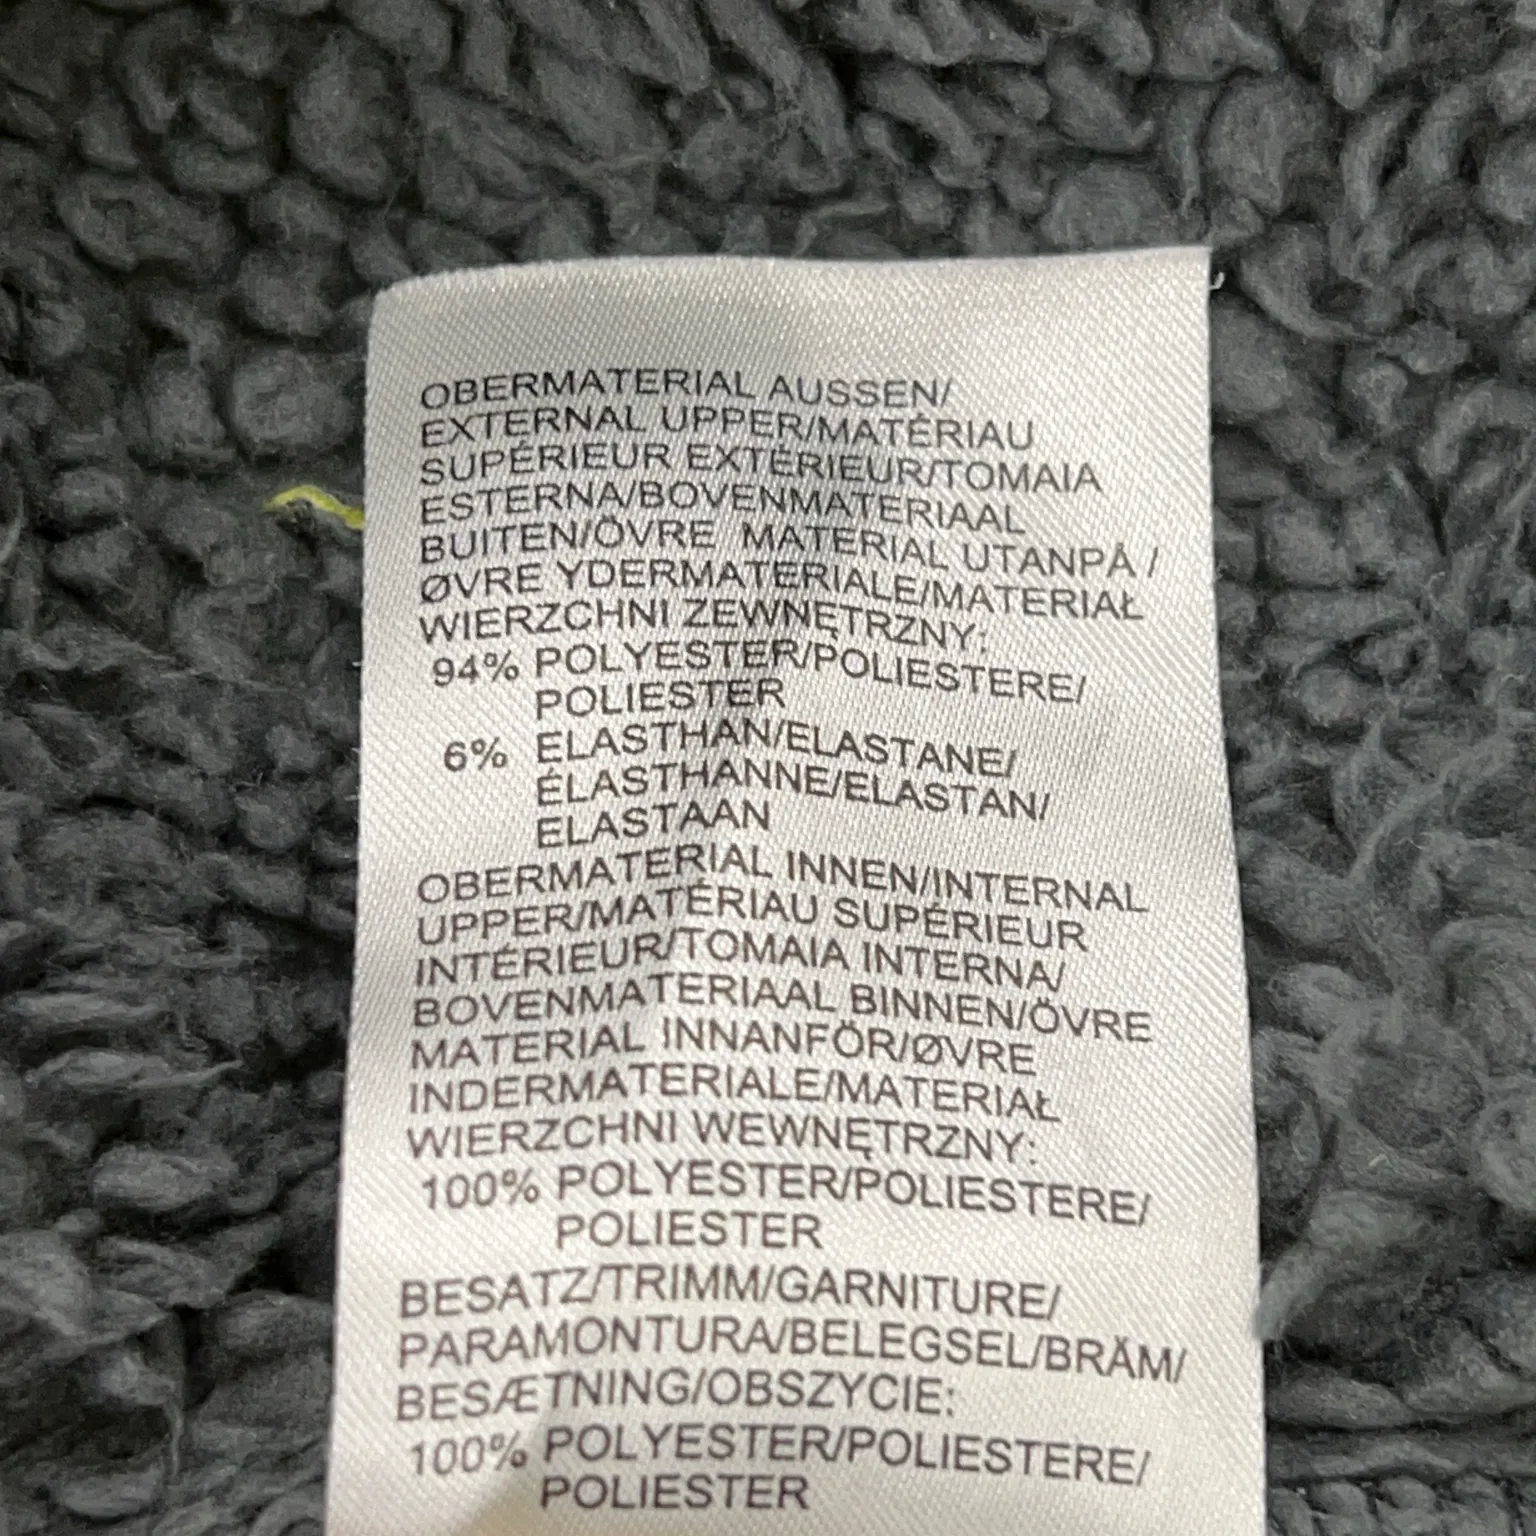 OBERMATERIAL AUSSEN/
EXTERNAL UPPER/MATÉRIAU
SUPÉRIEUR EXTÉRIEUR/TOMAIA
ESTERNA/BOVENMATERIAAL
BUITEN/ÖVRE MATERIAL UTANPÅ /
ØVRE YDERMATERIALE/MATERIAŁ
WIERZCHNI ZEWNĘTRZNY:
94% POLYESTER/POLIESTERE/
POLIESTER
6% ELASTHAN/ELASTANE/
ÉLASTHANNE/ELASTAN/
ELASTAAN
OBERMATERIAL INNEN/INTERNAL
UPPER/MATÉRIAU SUPÉRIEUR
INTÉRIEUR/TOMAIA INTERNA/
BOVENMATERIAAL BINNEN/ÖVRE
MATERIAL INNANFÖR/ØVRE
INDERMATERIALE/MATERIAŁ
WIERZCHNI WEWNĘTRZNY:
100% POLYESTER/POLIESTERE/
POLIESTER
BESATZ/TRIMM/GARNITURE/
PARAMONTURA/BELEGSEL/BRÄM/
BESÆTNING/OBSZYCIE:
100% POLYESTER/POLIESTERE/
POLIESTER